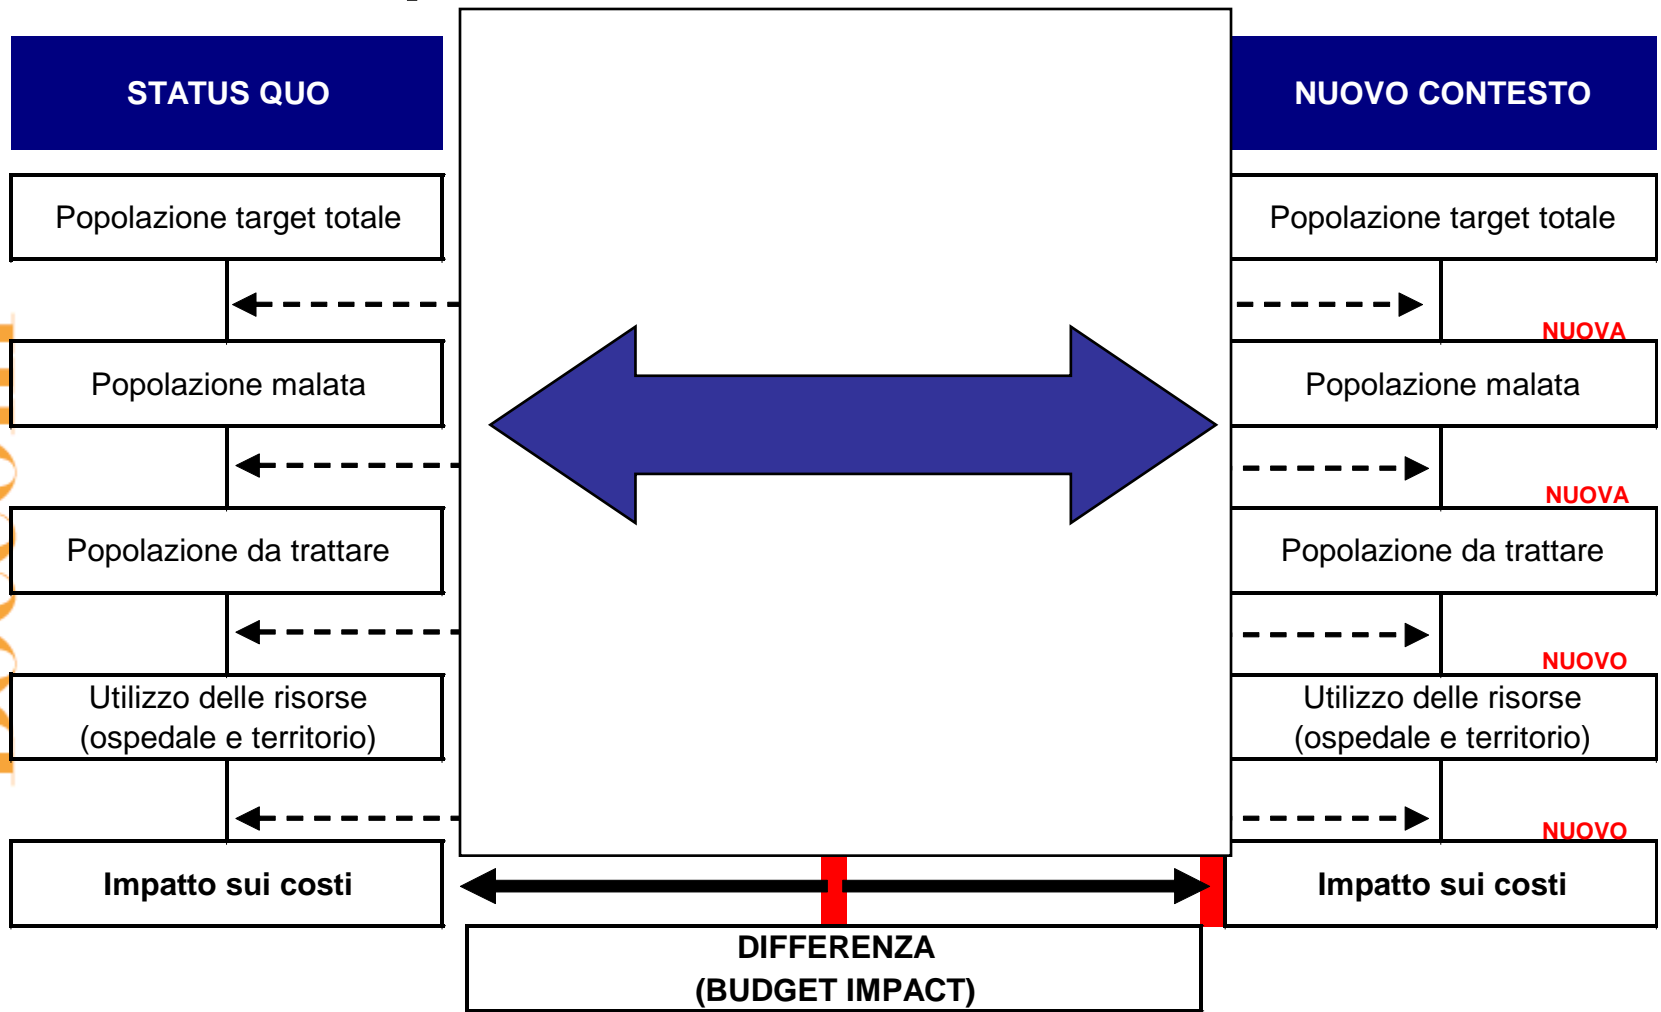 STATUS QUO
NUOVO CONTESTO
Popolazione target totale
Popolazione target totale
NUOVA
Popolazione malata
Popolazione malata
NUOVA
Popolazione da trattare
Popolazione da trattare
NUOVO
Utilizzo delle risorse
(ospedale e territorio)
Utilizzo delle risorse
(ospedale e territorio)
NUOVO
Impatto sui costi
Impatto sui costi
DIFFERENZA
(BUDGET IMPACT)